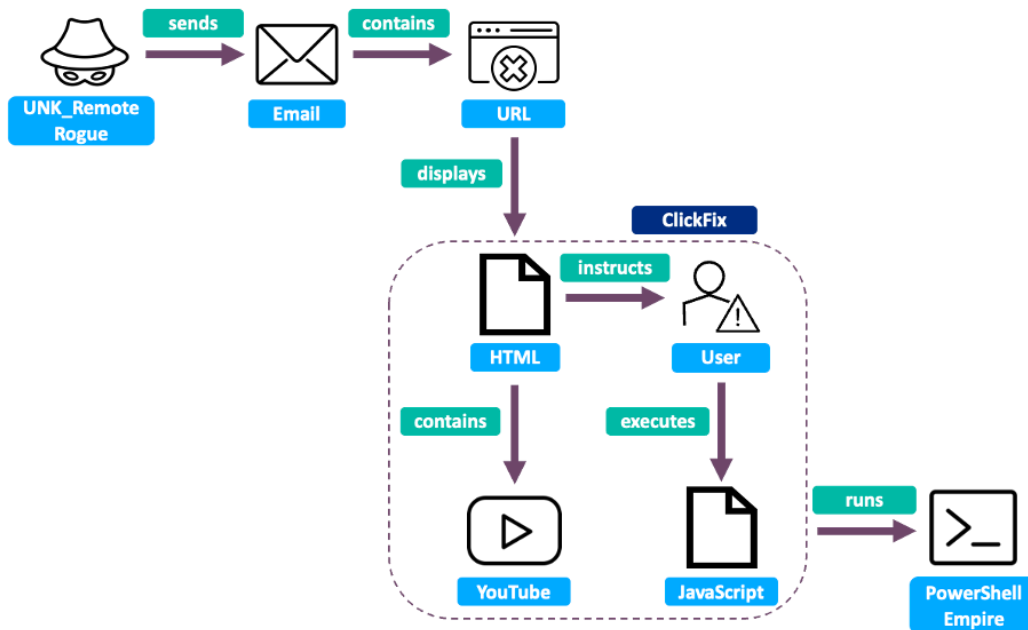 sends
contains
UNK_Remote
Rogue
Email
URL
displays
ClickFix
instructs
HTML
User
contains
executes
YouTube
JavaScript
runs
PowerShell
Empire